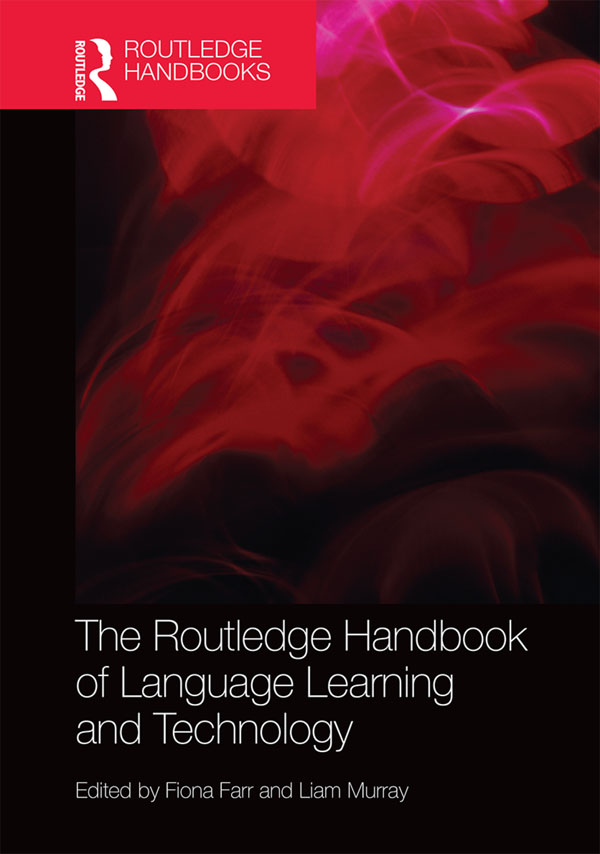 ROUTLEDGE
ROUTLEDGE
HANDBOOKS
The Routledge Handbook
of Language Learning
and Technology
Edited by Fiona Farr and Liam Murray